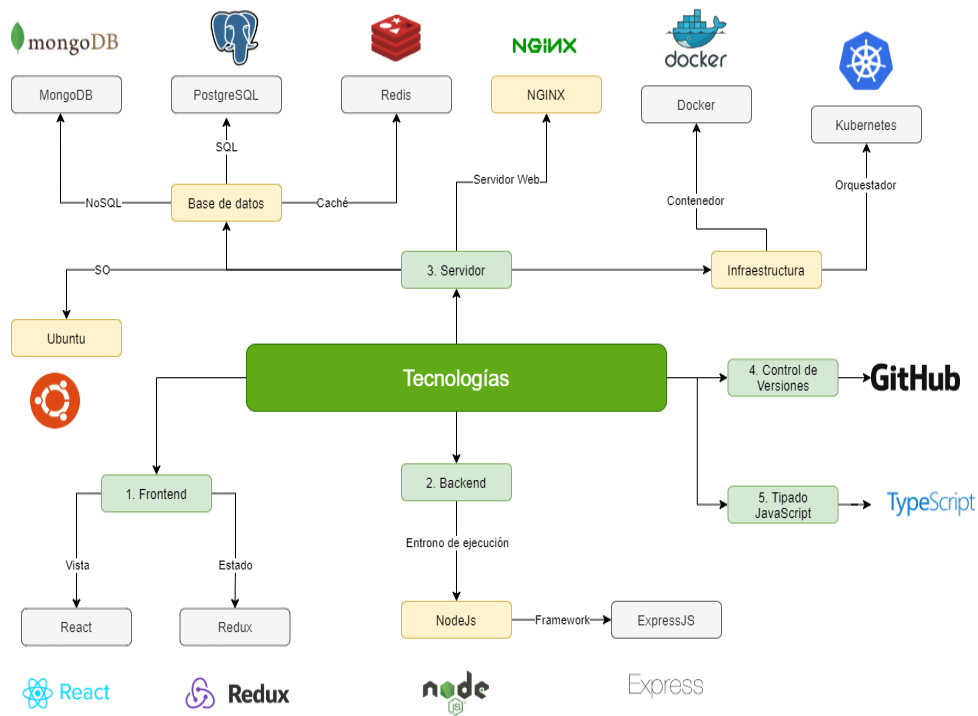 mongoDB
NGINX
docker
MongoDB
PostgreSQL
Redis
NGINX
Docker
Kubernetes
SQL
Servidor Web
Orquestador
NoSQL
Base de datos
Caché
Contenedor
SO
3. Servidor
Infraestructura
Ubuntu
Tecnologías
4. Control de
Versiones
GitHub
1. Frontend
2. Backend
5. Tipado
JavaScript
TypeScript
Entrono de ejecución
Vista
Estado
React
Redux
NodeJs
Framework
ExpressJS
React
Redux
node
JS
Express